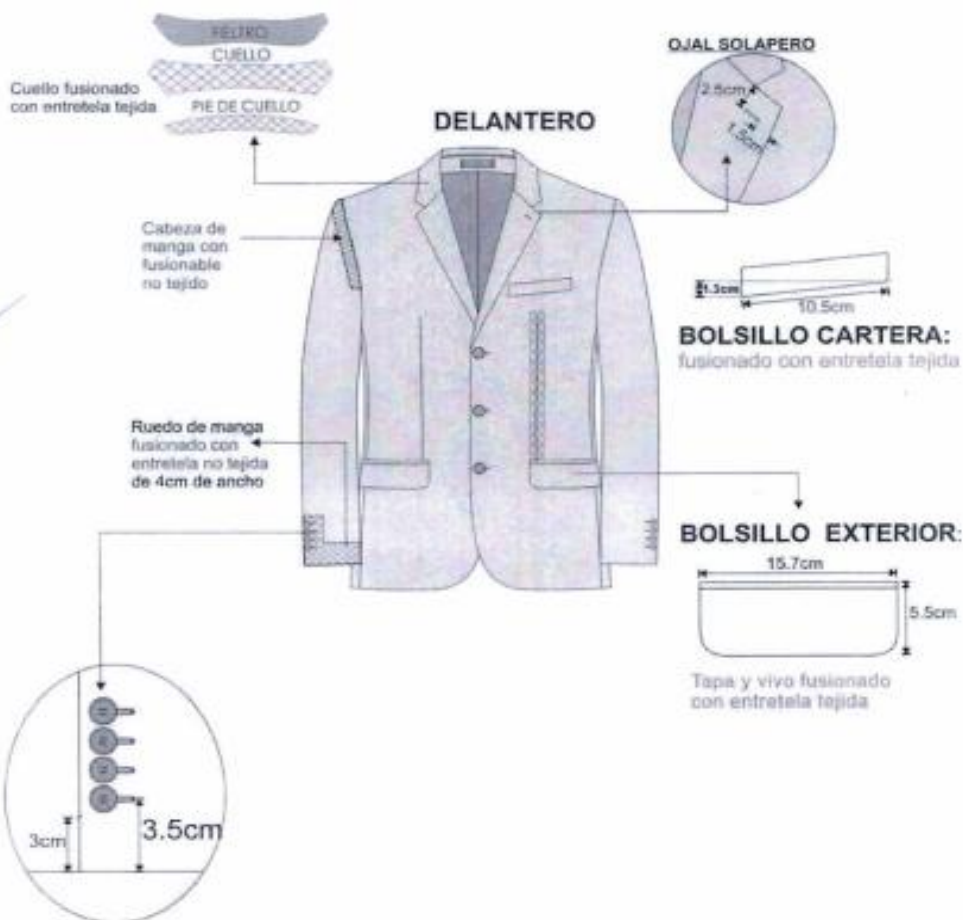 FIELTRO
CUELLO
Cuello fusionado
con entretela tejida
PIE DE CUELLO
DELANTERO
OJAL SOLAPERO
2.5cm
1.5cm
Cabeza de
manga con
fusionable
no tejido
1.3cm
10.5cm
BOLSILLO CARTERA:
fusionado con entretela tejida
Ruedo de manga
fusionado con
entretela no tejida
de 4cm de ancho
BOLSILLO EXTERIOR:
15.7cm
5.5cm
Tapa y vivo fusionado
con entretela tejida
3cm
3.5cm